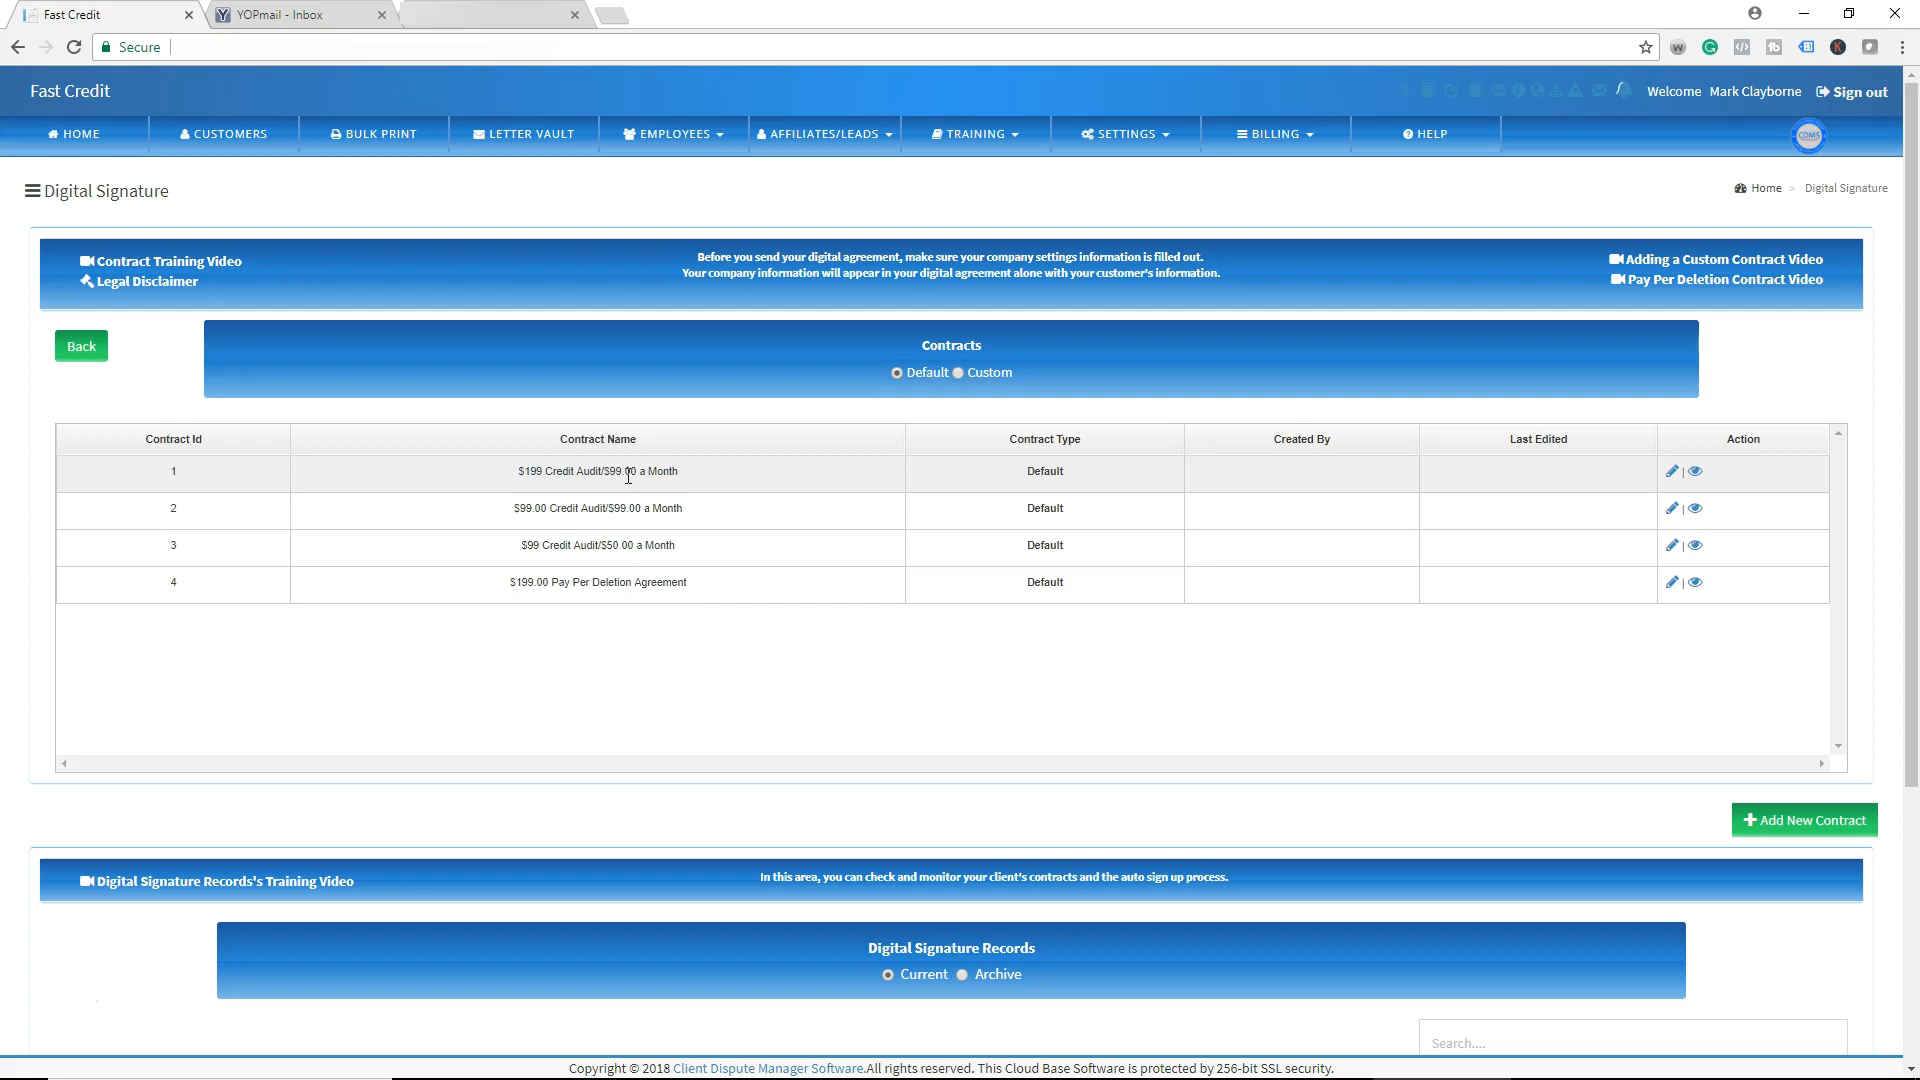 Fast Credit
YOPmail - Inbox
Secure
Fast Credit
Welcome Mark Clayborne Sign out
HOME CUSTOMERS BULK PRINT LETTER VAULT EMPLOYEES AFFILIATES/LEADS TRAINING SETTINGS BILLING HELP
CDMS
Digital Signature
Home > Digital Signature
Contract Training Video
Legal Disclaimer
Before you send your digital agreement, make sure your company settings information is filled out.
Your company information will appear in your digital agreement alone with your customer's information.
Adding a Custom Contract Video
Pay Per Deletion Contract Video
Back
Contracts
Default Custom
Contract Id Contract Name Contract Type Created By Last Edited Action
1 $199 Credit Audit/$99.00 a Month Default |
2 $99.00 Credit Audit/$99.00 a Month Default |
3 $99 Credit Audit/$50.00 a Month Default |
4 $199.00 Pay Per Deletion Agreement Default |
Add New Contract
Digital Signature Records's Training Video
In this area, you can check and monitor your client's contracts and the auto sign up process.
Digital Signature Records
Current Archive
Search....
Copyright © 2018 Client Dispute Manager Software.All rights reserved. This Cloud Base Software is protected by 256-bit SSL security.